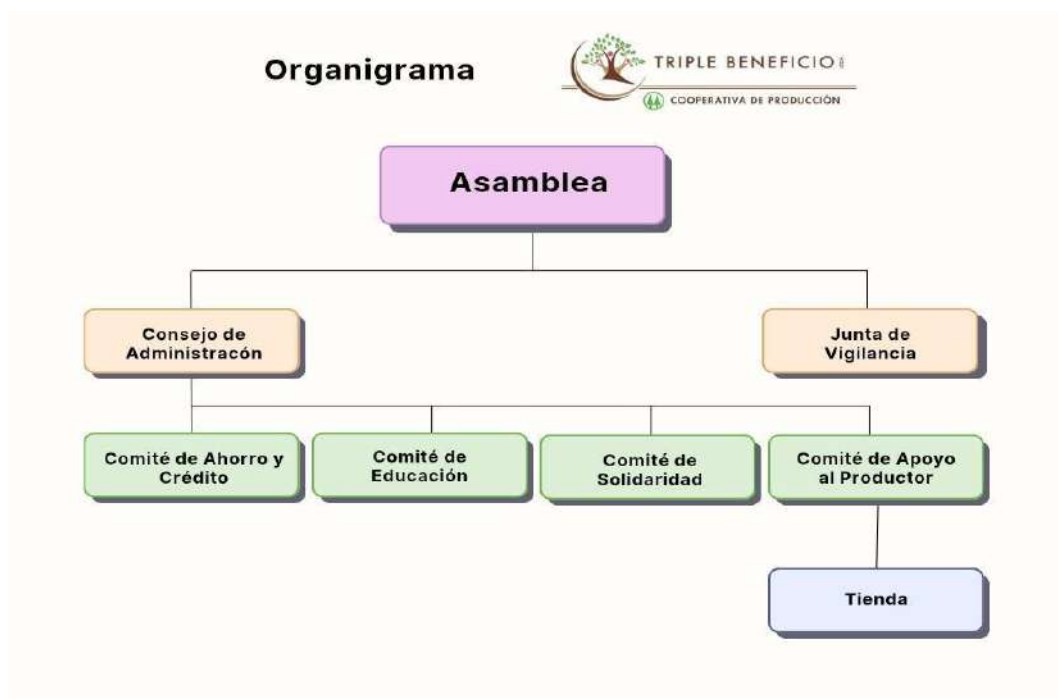 Organigrama
TRIPLE BENEFICIO
COOPERATIVA DE PRODUCCIÓN
Asamblea
Consejo de
Administracón
Junta de
Vigilancia
Comité de Ahorro y
Crédito
Comité de
Educación
Comité de
Solidaridad
Comité de Apoyo
al Productor
Tienda